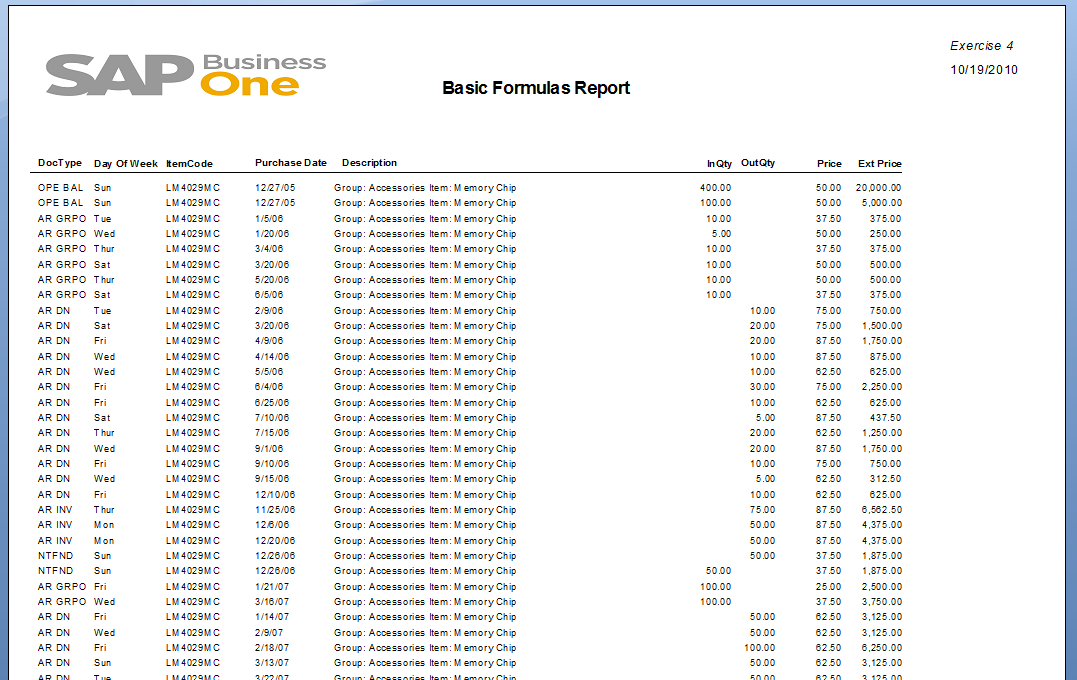 Exercise 4
SAP Business One
10/19/2010
Basic Formulas Report
DocType Day Of Week ItemCode Purchase Date Description InQty OutQty Price Ext Price
OPE BAL Sun LM4029MC 12/27/05 Group: Accessories Item: Memory Chip 400.00 50.00 20,000.00
OPE BAL Sun LM4029MC 12/27/05 Group: Accessories Item: Memory Chip 100.00 50.00 5,000.00
AR GRPO Tue LM4029MC 1/5/06 Group: Accessories Item: Memory Chip 10.00 37.50 375.00
AR GRPO Wed LM4029MC 1/20/06 Group: Accessories Item: Memory Chip 5.00 50.00 250.00
AR GRPO Thur LM4029MC 3/4/06 Group: Accessories Item: Memory Chip 10.00 37.50 375.00
AR GRPO Sat LM4029MC 3/20/06 Group: Accessories Item: Memory Chip 10.00 50.00 500.00
AR GRPO Thur LM4029MC 5/20/06 Group: Accessories Item: Memory Chip 10.00 50.00 500.00
AR GRPO Sat LM4029MC 6/5/06 Group: Accessories Item: Memory Chip 10.00 37.50 375.00
AR DN Tue LM4029MC 2/9/06 Group: Accessories Item: Memory Chip 10.00 75.00 750.00
AR DN Sat LM4029MC 3/20/06 Group: Accessories Item: Memory Chip 20.00 75.00 1,500.00
AR DN Fri LM4029MC 4/9/06 Group: Accessories Item: Memory Chip 20.00 87.50 1,750.00
AR DN Wed LM4029MC 4/14/06 Group: Accessories Item: Memory Chip 10.00 87.50 875.00
AR DN Wed LM4029MC 5/5/06 Group: Accessories Item: Memory Chip 10.00 62.50 625.00
AR DN Fri LM4029MC 6/4/06 Group: Accessories Item: Memory Chip 30.00 75.00 2,250.00
AR DN Fri LM4029MC 6/25/06 Group: Accessories Item: Memory Chip 10.00 62.50 625.00
AR DN Sat LM4029MC 7/10/06 Group: Accessories Item: Memory Chip 5.00 87.50 437.50
AR DN Thur LM4029MC 7/15/06 Group: Accessories Item: Memory Chip 20.00 62.50 1,250.00
AR DN Wed LM4029MC 9/1/06 Group: Accessories Item: Memory Chip 20.00 87.50 1,750.00
AR DN Fri LM4029MC 9/10/06 Group: Accessories Item: Memory Chip 10.00 75.00 750.00
AR DN Wed LM4029MC 9/15/06 Group: Accessories Item: Memory Chip 5.00 62.50 312.50
AR DN Fri LM4029MC 12/10/06 Group: Accessories Item: Memory Chip 10.00 62.50 625.00
AR INV Thur LM4029MC 11/25/06 Group: Accessories Item: Memory Chip 75.00 87.50 6,562.50
AR INV Mon LM4029MC 12/6/06 Group: Accessories Item: Memory Chip 50.00 87.50 4,375.00
AR INV Mon LM4029MC 12/20/06 Group: Accessories Item: Memory Chip 50.00 87.50 4,375.00
NTFND Sun LM4029MC 12/26/06 Group: Accessories Item: Memory Chip 50.00 37.50 1,875.00
NTFND Sun LM4029MC 12/26/06 Group: Accessories Item: Memory Chip 50.00 37.50 1,875.00
AR GRPO Fri LM4029MC 1/21/07 Group: Accessories Item: Memory Chip 100.00 25.00 2,500.00
AR GRPO Wed LM4029MC 3/16/07 Group: Accessories Item: Memory Chip 100.00 37.50 3,750.00
AR DN Fri LM4029MC 1/14/07 Group: Accessories Item: Memory Chip 50.00 62.50 3,125.00
AR DN Wed LM4029MC 2/9/07 Group: Accessories Item: Memory Chip 50.00 62.50 3,125.00
AR DN Fri LM4029MC 2/18/07 Group: Accessories Item: Memory Chip 100.00 62.50 6,250.00
AR DN Sun LM4029MC 3/13/07 Group: Accessories Item: Memory Chip 50.00 62.50 3,125.00
AR DN Tue LM4029MC 3/22/07 Group: Accessories Item: Memory Chip 50.00 62.50 3,125.00